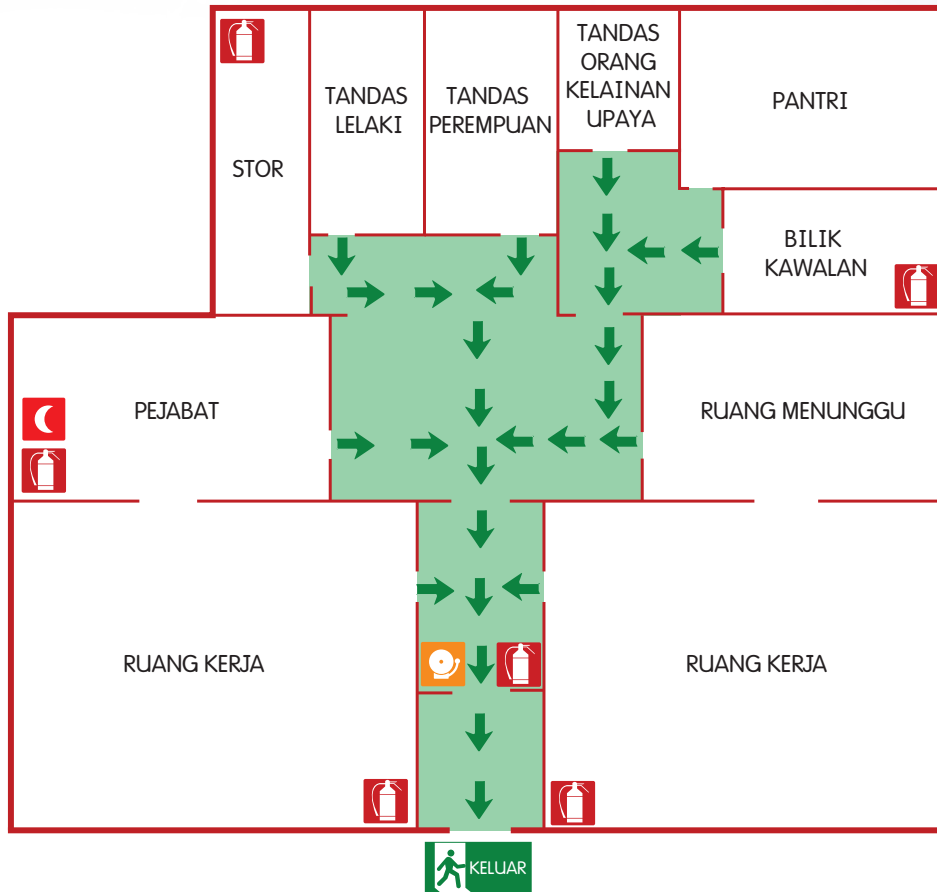 TANDAS
ORANG
KELAINAN
UPAYA
TANDAS
LELAKI
TANDAS
PEREMPUAN
PANTRI
STOR
BILIK
KAWALAN
PEJABAT
RUANG MENUNGGU
RUANG KERJA
RUANG KERJA
KELUAR